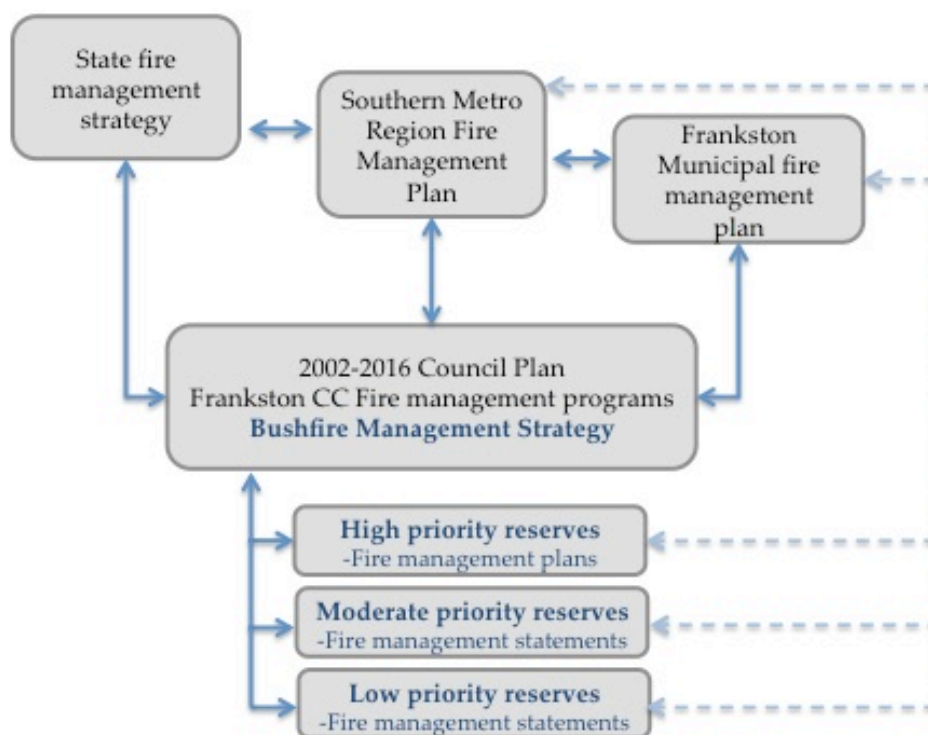 State fire
management
strategy
Southern Metro
Region Fire
Management
Plan
Frankston
Municipal fire
management
plan
2002-2016 Council Plan
Frankston CC Fire management programs
Bushfire Management Strategy
High priority reserves
-Fire management plans
Moderate priority reserves
-Fire management statements
Low priority reserves
-Fire management statements